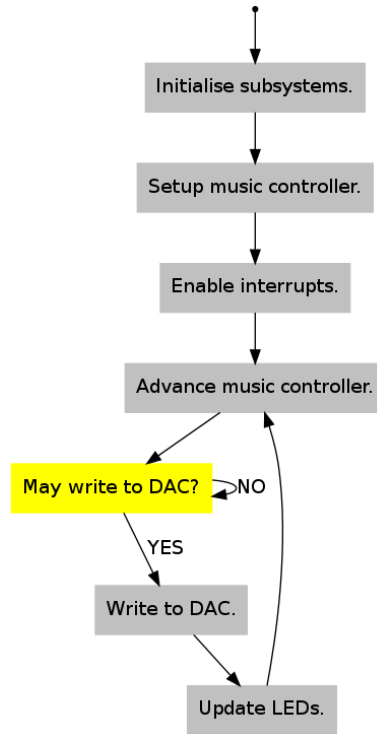 Initialise subsystems.
Setup music controller.
Enable interrupts.
Advance music controller.
May write to DAC?
NO
YES
Write to DAC.
Update LEDs.